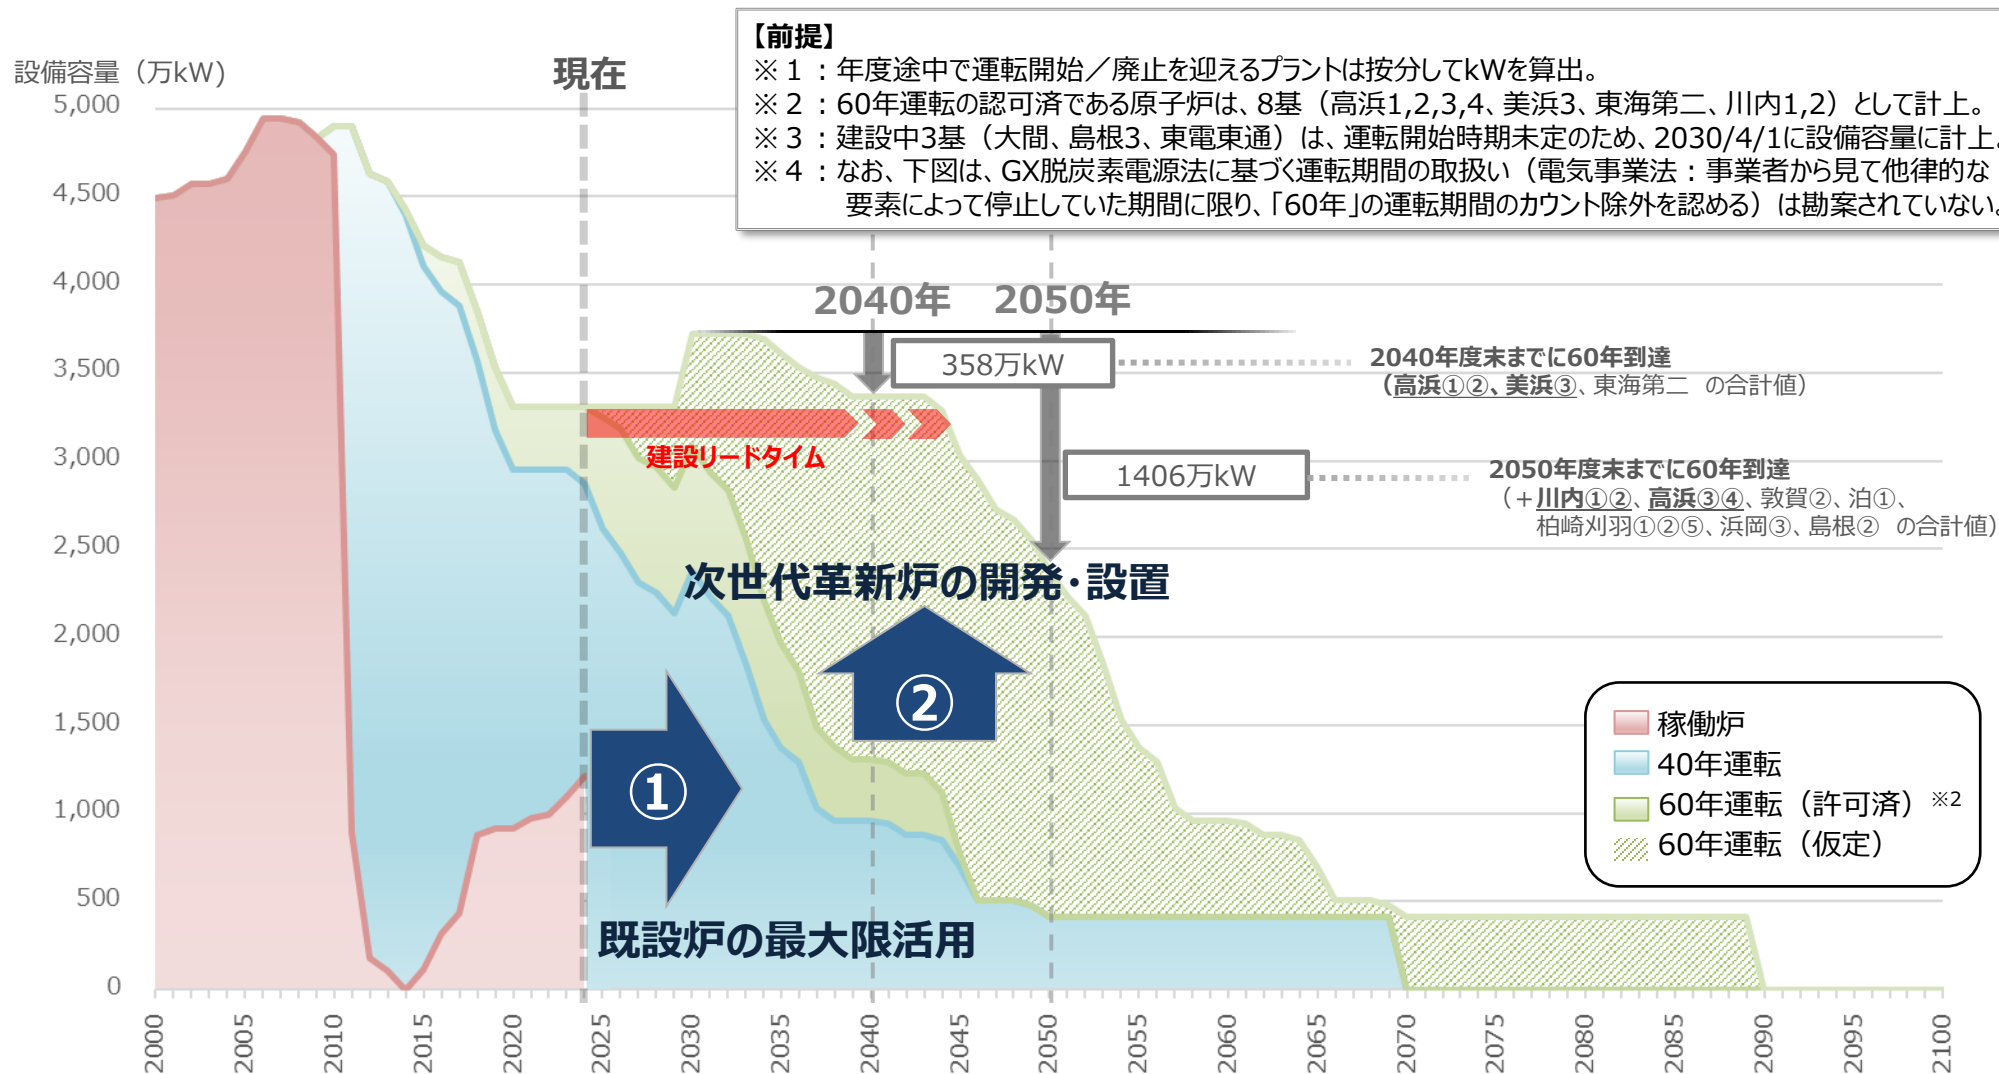 【前提】
※1：年度途中で運転開始／廃止を迎えるプラントは按分してkWを算出。
※2：60年運転の認可済である原子炉は、8基（高浜1,2,3,4、美浜3、東海第二、川内1,2）として計上。
※3：建設中3基（大間、島根3、東電東通）は、運転開始時期未定のため、2030/4/1に設備容量に計上。
※4：なお、下図は、GX脱炭素電源法に基づく運転期間の取扱い（電気事業法：事業者から見て他律的な
要素によって停止していた期間に限り、「60年」の運転期間のカウント除外を認める）は勘案されていない。
設備容量（万kW）
現在
5,000
4,500
4,000
3,500
3,000
2,500
2,000
1,500
1,000
500
0
2040年
2050年
358万kW
2040年度末までに60年到達
（高浜①②、美浜③、東海第二 の合計値）
建設リードタイム
1406万kW
2050年度末までに60年到達
（＋川内①②、高浜③④、敦賀②、泊①、
柏崎刈羽①②⑤、浜岡③、島根② の合計値）
次世代革新炉の開発・設置
②
①
既設炉の最大限活用
稼働炉
40年運転
60年運転（許可済）※2
60年運転（仮定）
2000
2005
2010
2015
2020
2025
2030
2035
2040
2045
2050
2055
2060
2065
2070
2075
2080
2085
2090
2095
2100